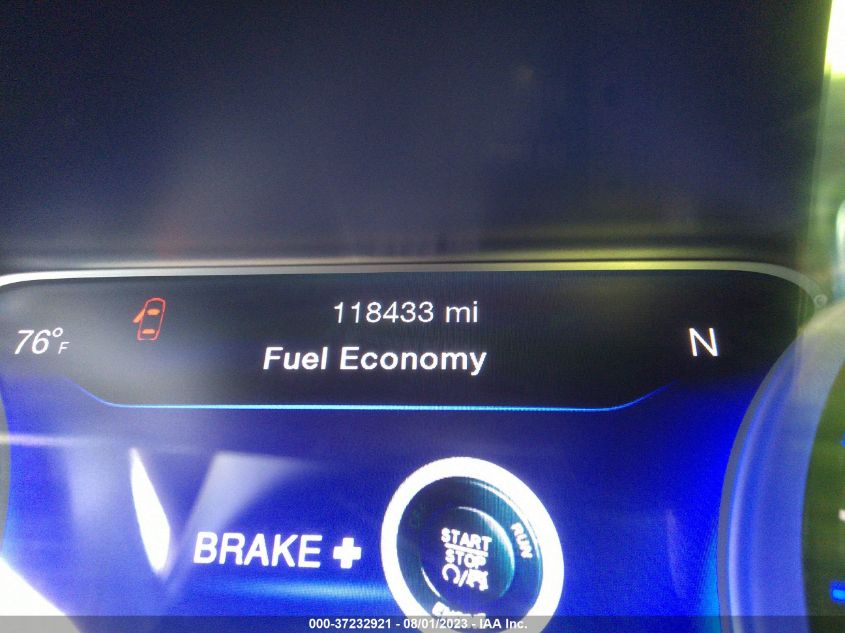 118433 mi
76°F
Fuel Economy
N
BRAKE +
START
STOP
RUN
000-37232921 - 08/01/2023 - IAA Inc.